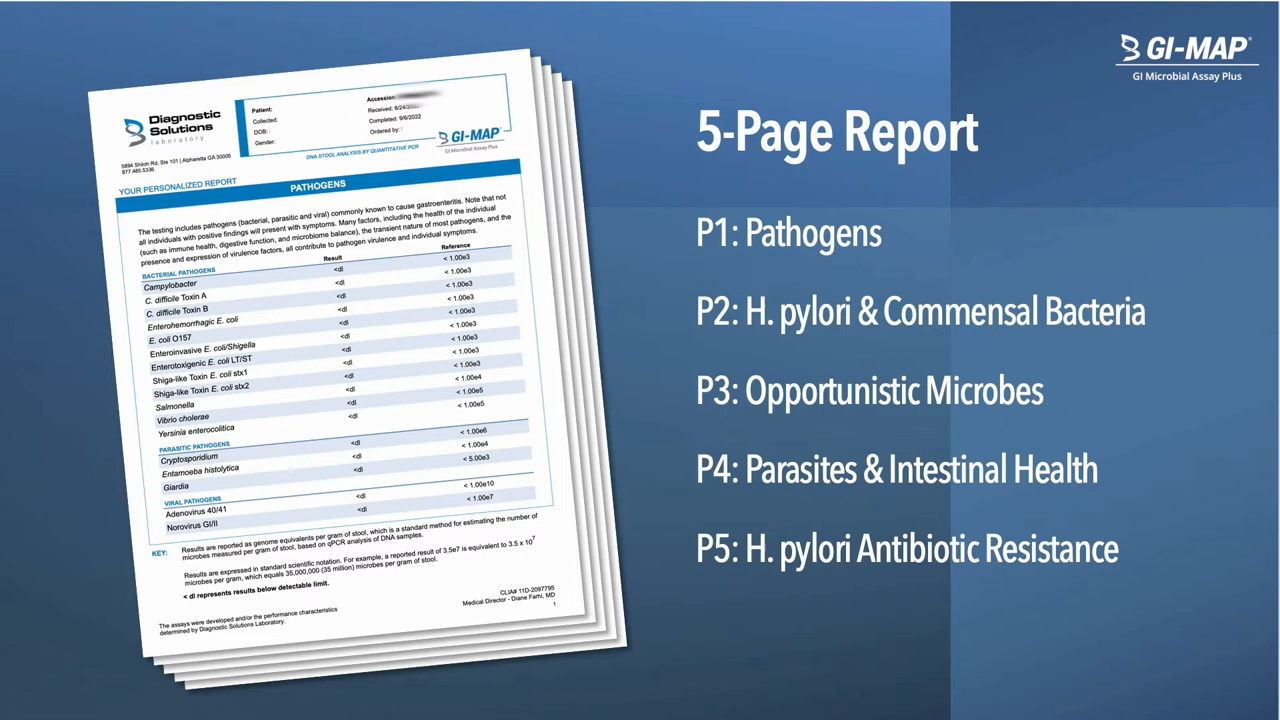 GI-MAP®
GI Microbial Assay Plus
5-Page Report
P1: Pathogens
P2: H. pylori & Commensal Bacteria
P3: Opportunistic Microbes
P4: Parasites & Intestinal Health
P5: H. pylori Antibiotic Resistance
Diagnostic
Solutions
laboratory
5894 Shiloh Rd, Ste 101 | Alpharetta GA 30005
877.485.5336
Patient:
Collected:
DOB:
Gender:
Accession:
Received: 8/24/
Completed: 9/6/2022
Ordered by:
GI-MAP™
GI Microbial Assay Plus
DNA STOOL ANALYSIS BY QUANTITATIVE PCR
YOUR PERSONALIZED REPORT
PATHOGENS
The testing includes pathogens (bacterial, parasitic and viral) commonly known to cause gastroenteritis. Note that not
all individuals with positive findings will present with symptoms. Many factors, including the health of the individual
(such as immune health, digestive function, and microbiome balance), the transient nature of most pathogens, and the
presence and expression of virulence factors, all contribute to pathogen virulence and individual symptoms.
BACTERIAL PATHOGENS Result Reference
Campylobacter <dl < 1.00e3
C. difficile Toxin A <dl < 1.00e3
C. difficile Toxin B <dl < 1.00e3
Enterohemorrhagic E. coli <dl < 1.00e3
E. coli O157 <dl < 1.00e3
Enteroinvasive E. coli/Shigella <dl < 1.00e3
Enterotoxigenic E. coli LT/ST <dl < 1.00e3
Shiga-like Toxin E. coli stx1 <dl < 1.00e3
Shiga-like Toxin E. coli stx2 <dl < 1.00e3
Salmonella <dl < 1.00e4
Vibrio cholerae <dl < 1.00e5
Yersinia enterocolitica <dl < 1.00e5
PARASITIC PATHOGENS
Cryptosporidium <dl < 1.00e6
Entamoeba histolytica <dl < 1.00e4
Giardia <dl < 5.00e3
VIRAL PATHOGENS
Adenovirus 40/41 <dl < 1.00e10
Norovirus GI/II <dl < 1.00e7
KEY: Results are reported as genome equivalents per gram of stool, which is a standard method for estimating the number of
microbes measured per gram of stool, based on qPCR analysis of DNA samples.
Results are expressed in standard scientific notation. For example, a reported result of 3.5e7 is equivalent to 3.5 x 10⁷
microbes per gram, which equals 35,000,000 (35 million) microbes per gram of stool.
< dl represents results below detectable limit.
The assays were developed and/or the performance characteristics
determined by Diagnostic Solutions Laboratory.
CLIA# 11D-2097795
Medical Director - Diane Farhi, MD
1